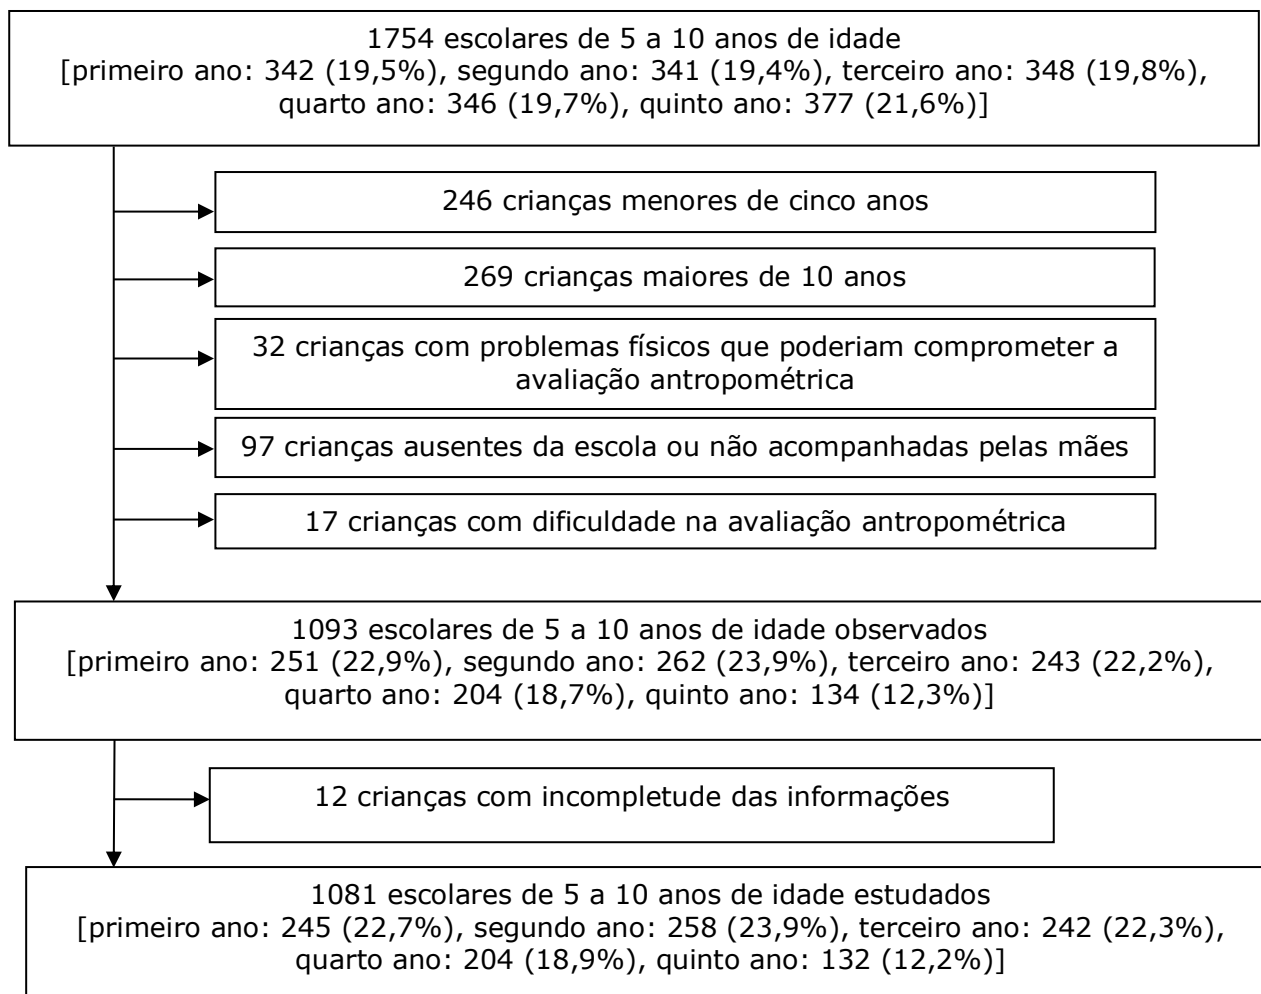 1754 escolares de 5 a 10 anos de idade
[primeiro ano: 342 (19,5%), segundo ano: 341 (19,4%), terceiro ano: 348 (19,8%),
quarto ano: 346 (19,7%), quinto ano: 377 (21,6%)]
246 crianças menores de cinco anos
269 crianças maiores de 10 anos
32 crianças com problemas físicos que poderiam comprometer a
avaliação antropométrica
97 crianças ausentes da escola ou não acompanhadas pelas mães
17 crianças com dificuldade na avaliação antropométrica
1093 escolares de 5 a 10 anos de idade observados
[primeiro ano: 251 (22,9%), segundo ano: 262 (23,9%), terceiro ano: 243 (22,2%),
quarto ano: 204 (18,7%), quinto ano: 134 (12,3%)]
12 crianças com incompletude das informações
1081 escolares de 5 a 10 anos de idade estudados
[primeiro ano: 245 (22,7%), segundo ano: 258 (23,9%), terceiro ano: 242 (22,3%),
quarto ano: 204 (18,9%), quinto ano: 132 (12,2%)]